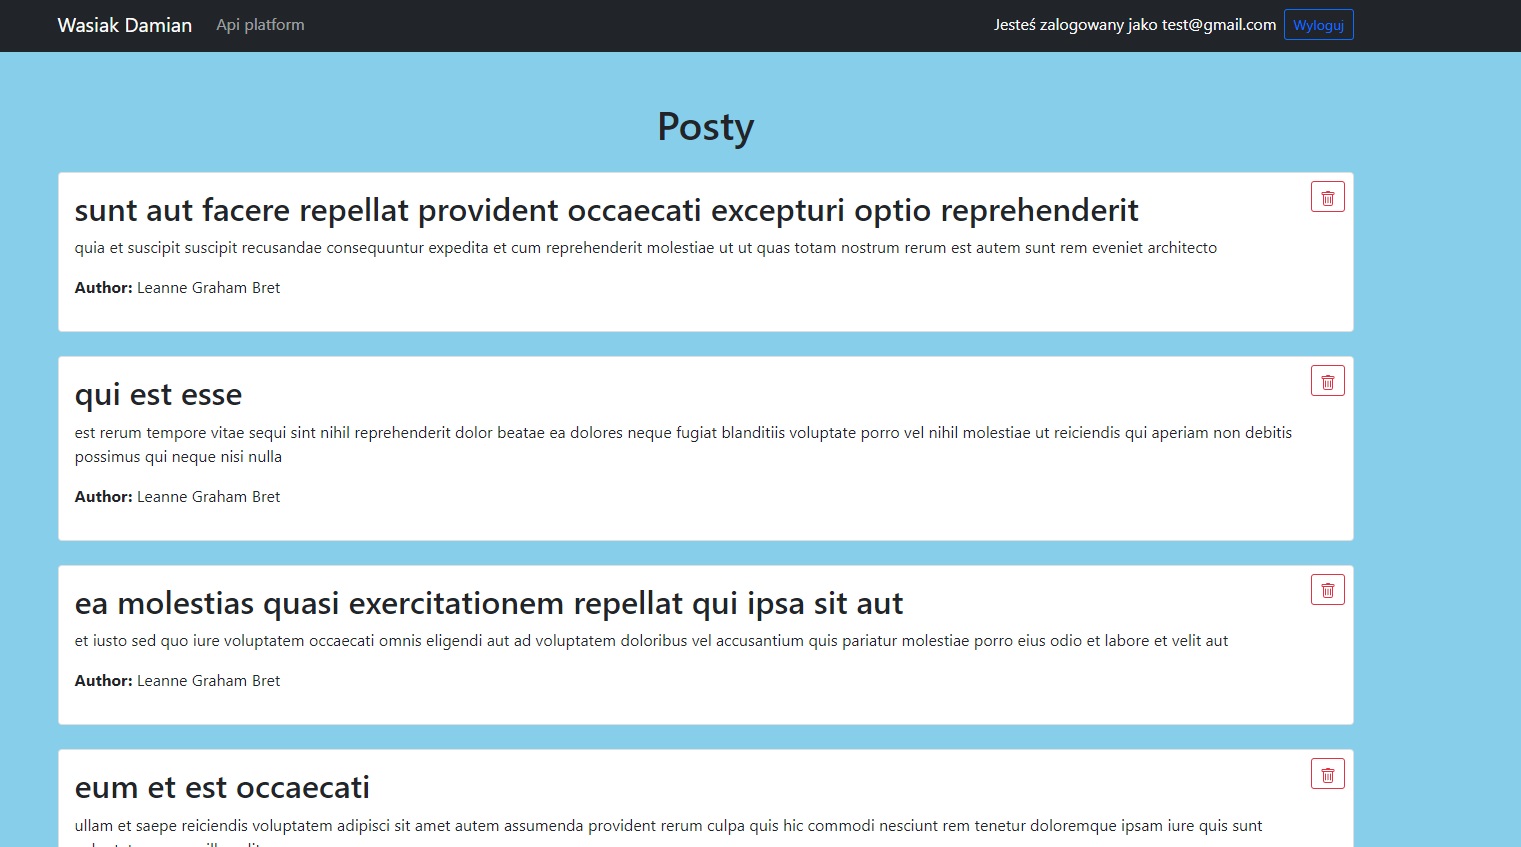 Wasiak Damian Api platform Jesteś zalogowany jako test@gmail.com Wyloguj
Posty
sunt aut facere repellat provident occaecati excepturi optio reprehenderit
quia et suscipit suscipit recusandae consequuntur expedita et cum reprehenderit molestiae ut ut quas totam nostrum rerum est autem sunt rem eveniet architecto
Author: Leanne Graham Bret
qui est esse
est rerum tempore vitae sequi sint nihil reprehenderit dolor beatae ea dolores neque fugiat blanditiis voluptate porro vel nihil molestiae ut reiciendis qui aperiam non debitis
possimus qui neque nisi nulla
Author: Leanne Graham Bret
ea molestias quasi exercitationem repellat qui ipsa sit aut
et iusto sed quo iure voluptatem occaecati omnis eligendi aut ad voluptatem doloribus vel accusantium quis pariatur molestiae porro eius odio et labore et velit aut
Author: Leanne Graham Bret
eum et est occaecati
ullam et saepe reiciendis voluptatem adipisci sit amet autem assumenda provident rerum culpa quis hic commodi nesciunt rem tenetur doloremque ipsam iure quis sunt